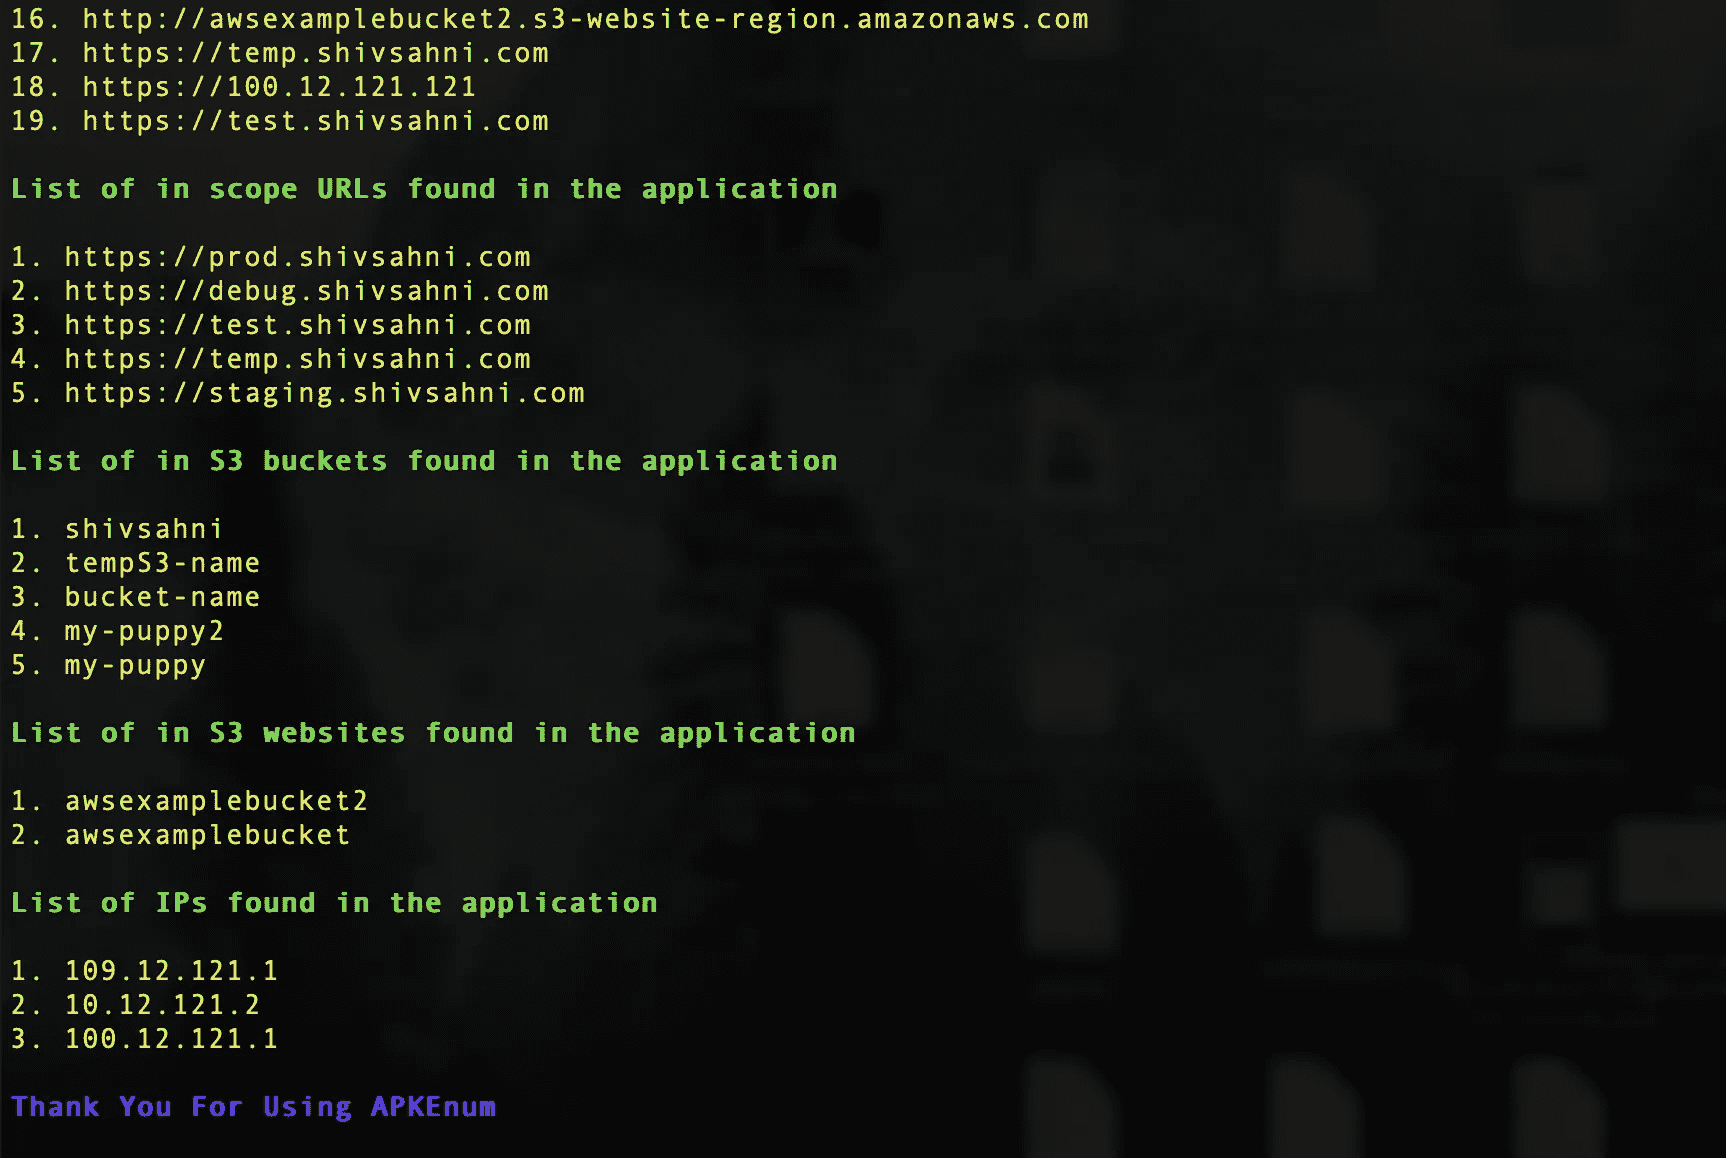 16. http://awsexamplebucket2.s3-website-region.amazonaws.com
17. https://temp.shivsahni.com
18. https://100.12.121.121
19. https://test.shivsahni.com
List of in scope URLs found in the application
1. https://prod.shivsahni.com
2. https://debug.shivsahni.com
3. https://test.shivsahni.com
4. https://temp.shivsahni.com
5. https://staging.shivsahni.com
List of in S3 buckets found in the application
1. shivsahni
2. tempS3-name
3. bucket-name
4. my-puppy2
5. my-puppy
List of in S3 websites found in the application
1. awsexamplebucket2
2. awsexamplebucket
List of IPs found in the application
1. 109.12.121.1
2. 10.12.121.2
3. 100.12.121.1
Thank You For Using APKEnum